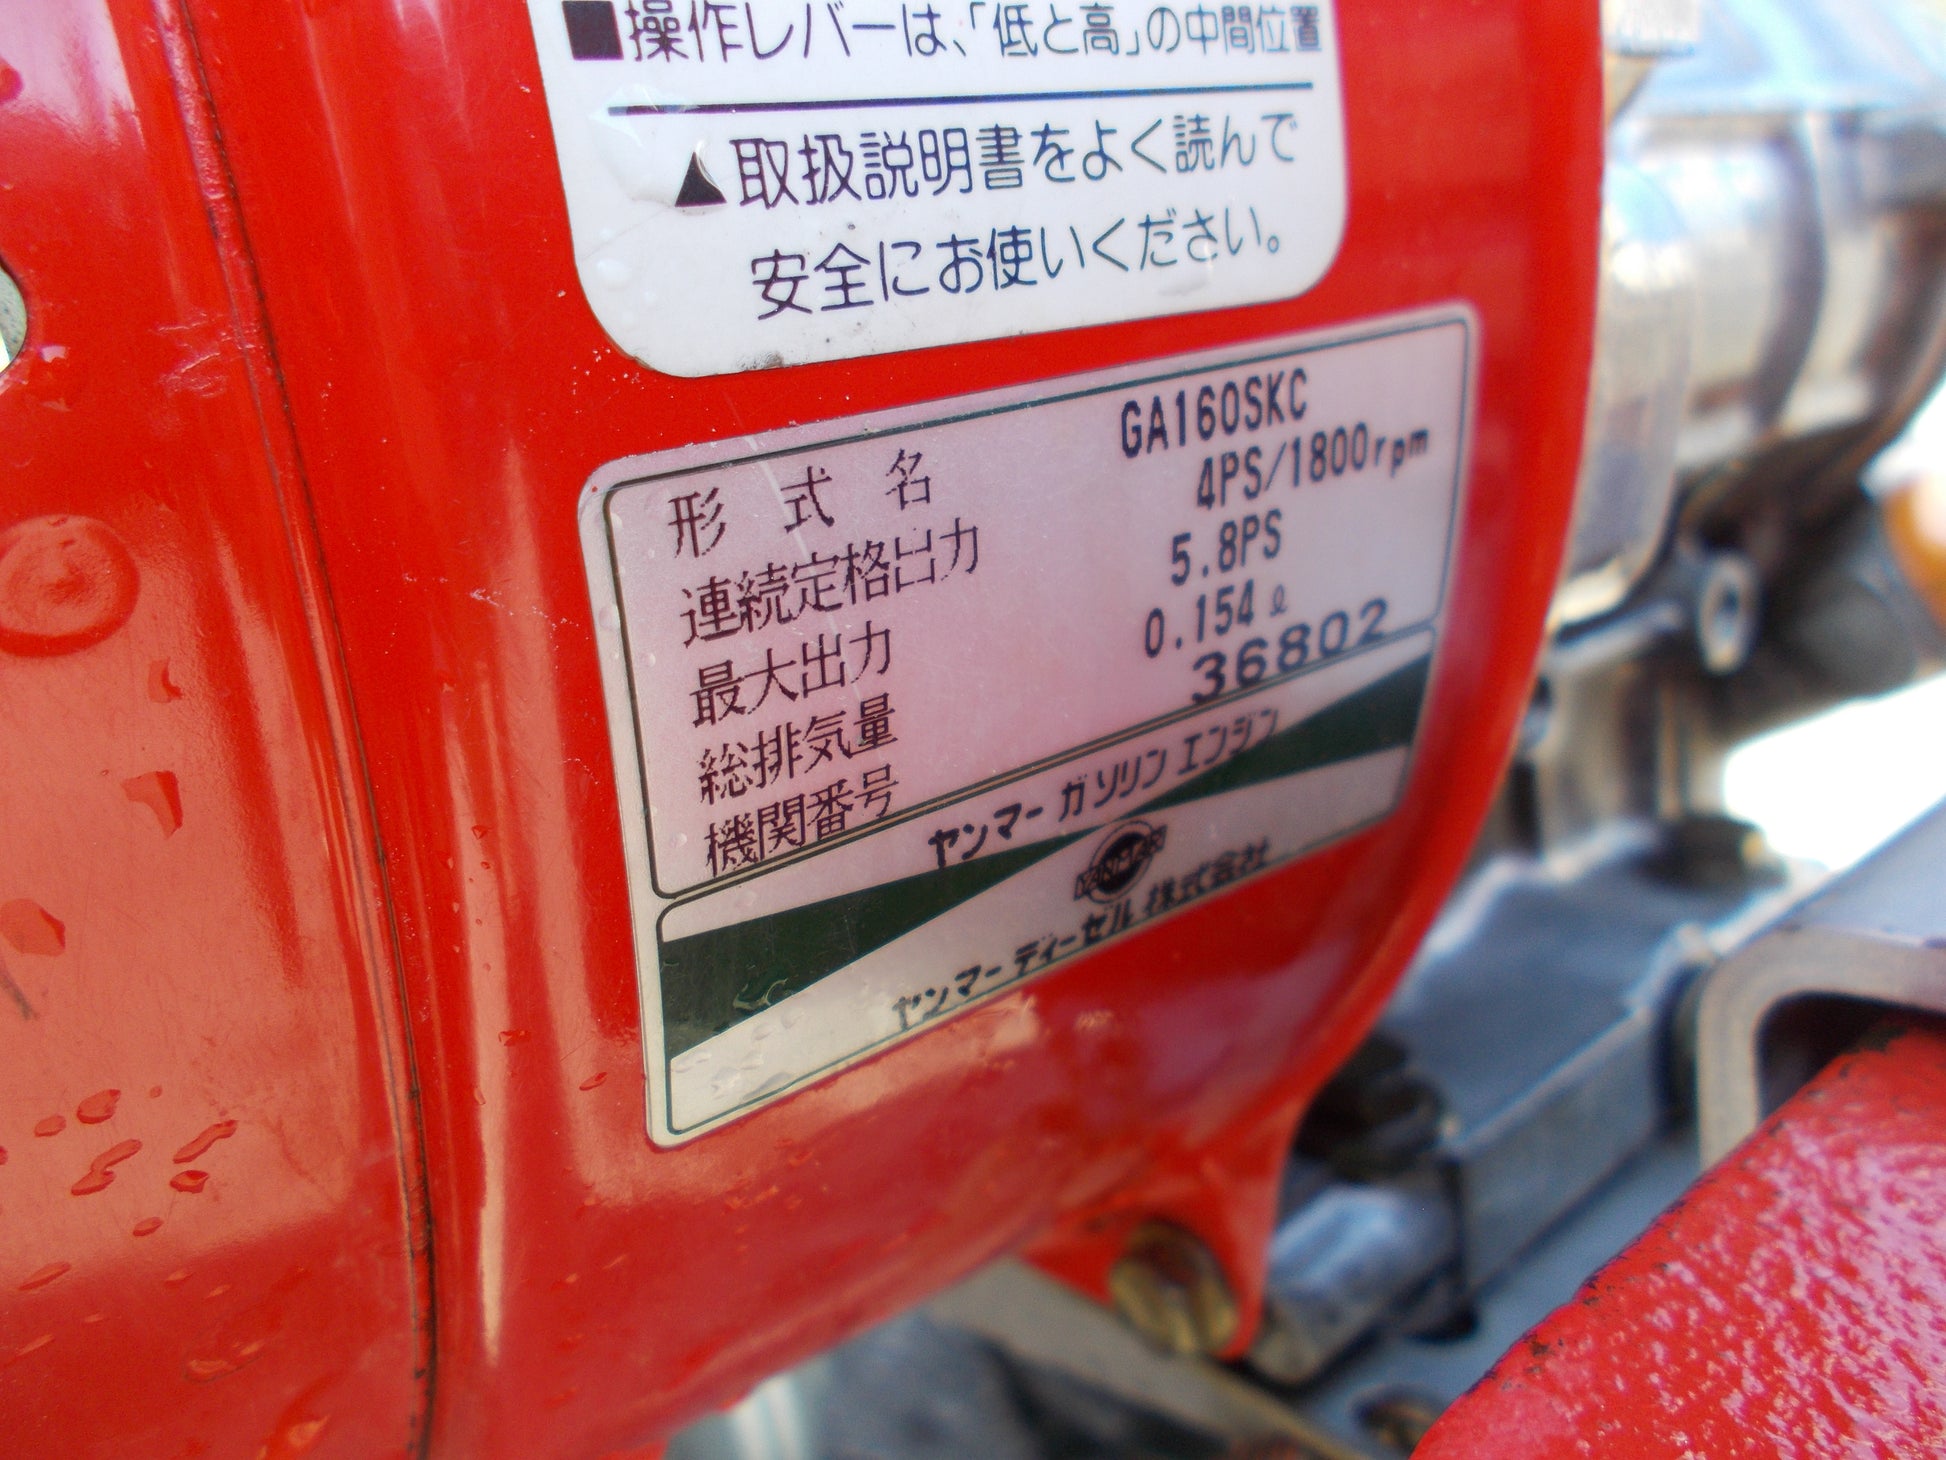 ■操作レバーは、「低と高」の中間位置
▲取扱説明書をよく読んで
安全にお使いください。
形式名 GA160SKC
連続定格出力 4PS/1800rpm
最大出力 5.8PS
総排気量 0.154ℓ
機関番号 36802
ヤンマー ガソリン エンジン
YANMAR
ヤンマー ディーゼル 株式会社